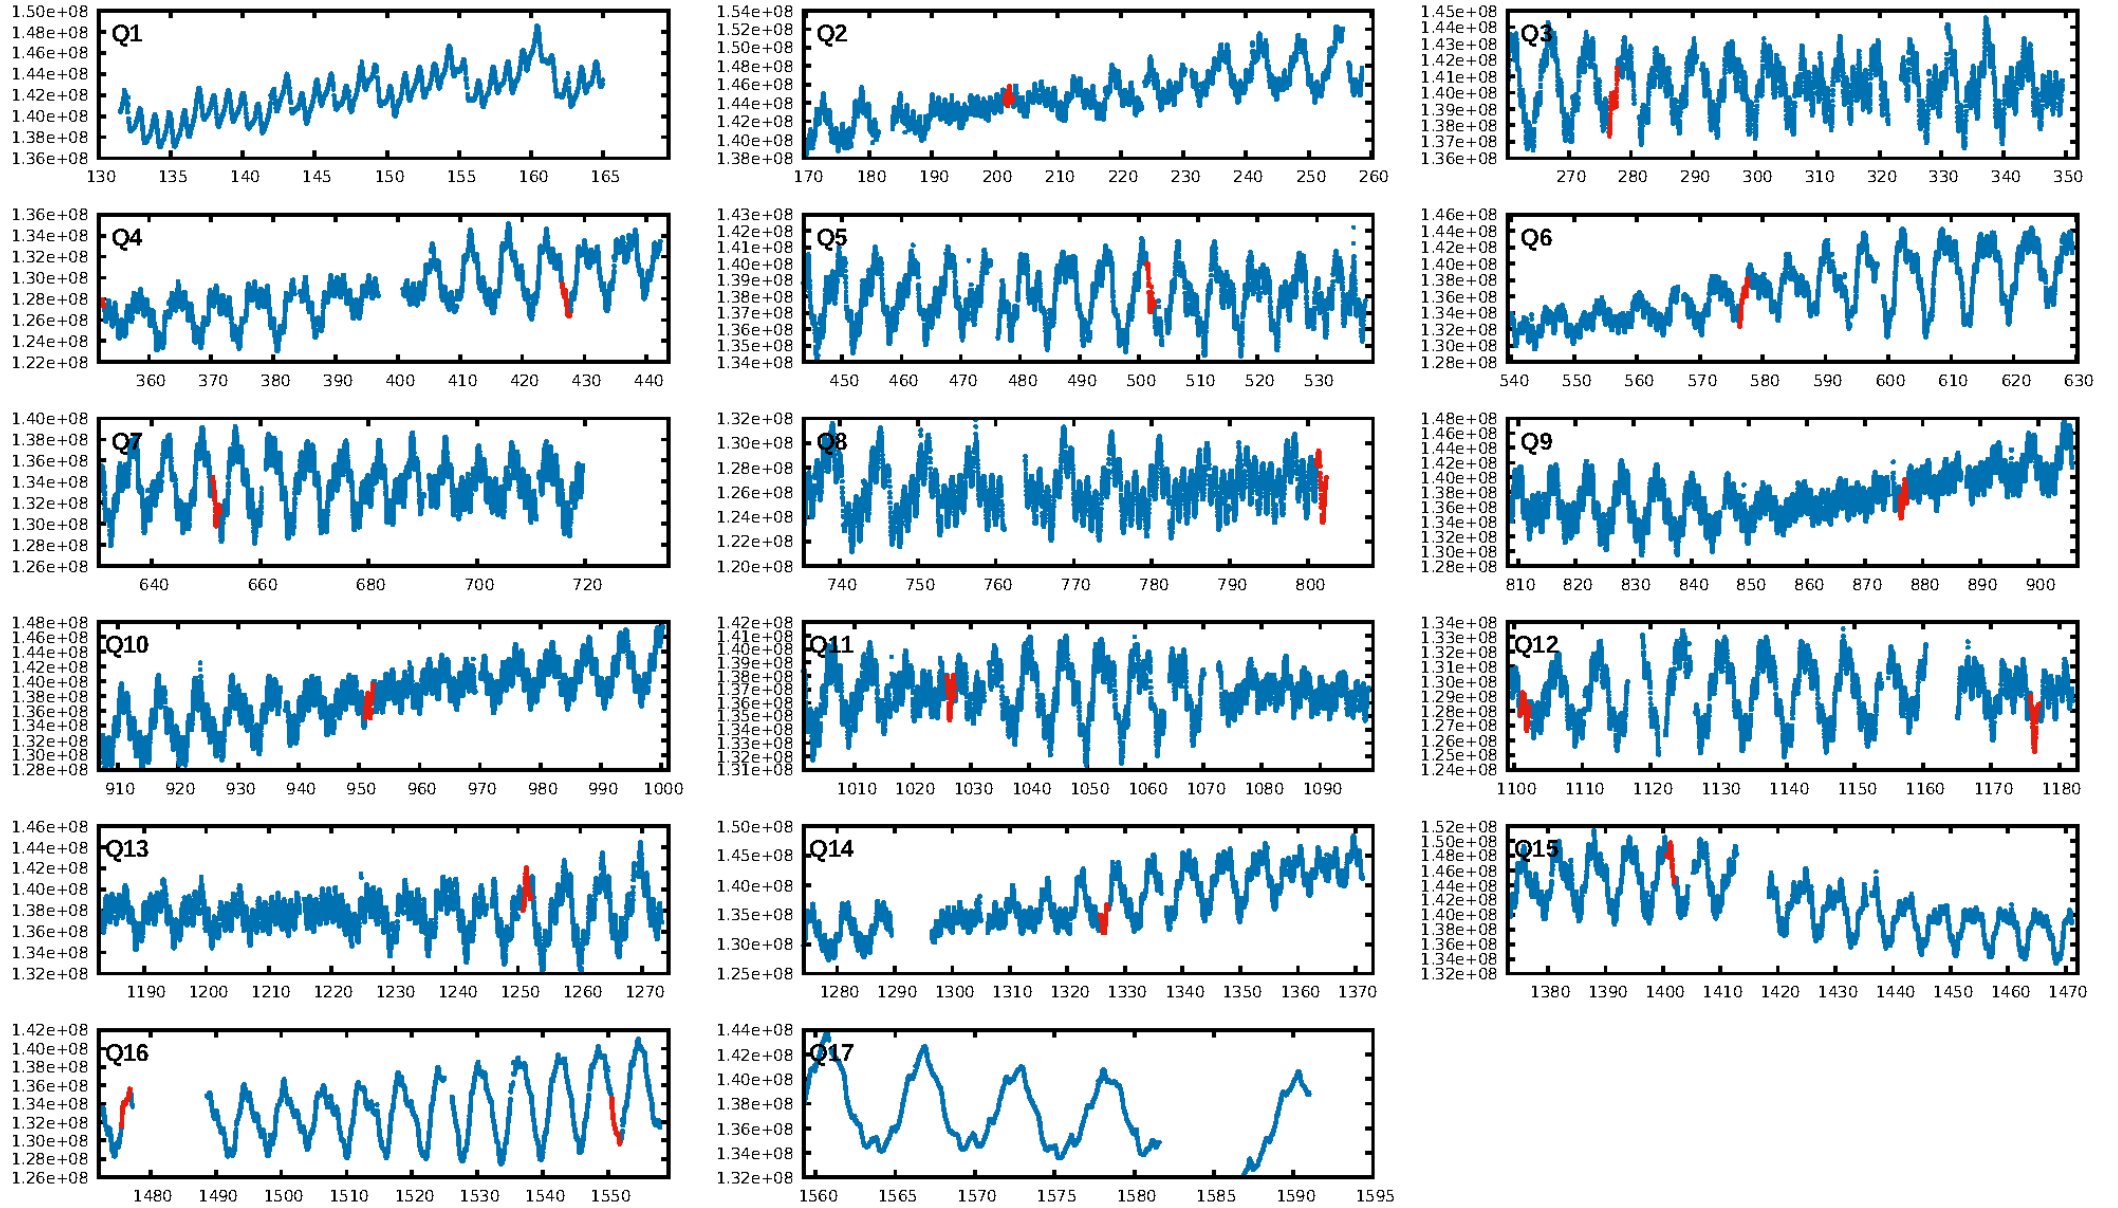 Q1
1.50e+08
1.48e+08
1.46e+08
1.44e+08
1.42e+08
1.40e+08
1.38e+08
1.36e+08
130 135 140 145 150 155 160 165
Q2
1.54e+08
1.52e+08
1.50e+08
1.48e+08
1.46e+08
1.44e+08
1.42e+08
1.40e+08
1.38e+08
170 180 190 200 210 220 230 240 250 260
Q3
1.45e+08
1.44e+08
1.43e+08
1.42e+08
1.41e+08
1.40e+08
1.39e+08
1.38e+08
1.37e+08
1.36e+08
270 280 290 300 310 320 330 340 350
Q4
1.36e+08
1.34e+08
1.32e+08
1.30e+08
1.28e+08
1.26e+08
1.24e+08
1.22e+08
360 370 380 390 400 410 420 430 440
Q5
1.43e+08
1.42e+08
1.41e+08
1.40e+08
1.39e+08
1.38e+08
1.37e+08
1.36e+08
1.35e+08
1.34e+08
450 460 470 480 490 500 510 520 530
Q6
1.46e+08
1.44e+08
1.42e+08
1.40e+08
1.38e+08
1.36e+08
1.34e+08
1.32e+08
1.30e+08
1.28e+08
540 550 560 570 580 590 600 610 620 630
Q7
1.40e+08
1.38e+08
1.36e+08
1.34e+08
1.32e+08
1.30e+08
1.28e+08
1.26e+08
640 660 680 700 720
Q8
1.32e+08
1.30e+08
1.28e+08
1.26e+08
1.24e+08
1.22e+08
1.20e+08
740 750 760 770 780 790 800
Q9
1.48e+08
1.46e+08
1.44e+08
1.42e+08
1.40e+08
1.38e+08
1.36e+08
1.34e+08
1.32e+08
1.30e+08
1.28e+08
810 820 830 840 850 860 870 880 890 900
Q10
1.48e+08
1.46e+08
1.44e+08
1.42e+08
1.40e+08
1.38e+08
1.36e+08
1.34e+08
1.32e+08
1.30e+08
1.28e+08
910 920 930 940 950 960 970 980 990 1000
Q11
1.42e+08
1.41e+08
1.40e+08
1.39e+08
1.38e+08
1.37e+08
1.36e+08
1.35e+08
1.34e+08
1.33e+08
1.32e+08
1.31e+08
1010 1020 1030 1040 1050 1060 1070 1080 1090
Q12
1.34e+08
1.33e+08
1.32e+08
1.31e+08
1.30e+08
1.29e+08
1.28e+08
1.27e+08
1.26e+08
1.25e+08
1.24e+08
1100 1110 1120 1130 1140 1150 1160 1170 1180
Q13
1.46e+08
1.44e+08
1.42e+08
1.40e+08
1.38e+08
1.36e+08
1.34e+08
1.32e+08
1190 1200 1210 1220 1230 1240 1250 1260 1270
Q14
1.50e+08
1.45e+08
1.40e+08
1.35e+08
1.30e+08
1.25e+08
1280 1290 1300 1310 1320 1330 1340 1350 1360 1370
Q15
1.52e+08
1.50e+08
1.48e+08
1.46e+08
1.44e+08
1.42e+08
1.40e+08
1.38e+08
1.36e+08
1.34e+08
1.32e+08
1380 1390 1400 1410 1420 1430 1440 1450 1460 1470
Q16
1.42e+08
1.40e+08
1.38e+08
1.36e+08
1.34e+08
1.32e+08
1.30e+08
1.28e+08
1.26e+08
1480 1490 1500 1510 1520 1530 1540 1550
Q17
1.44e+08
1.42e+08
1.40e+08
1.38e+08
1.36e+08
1.34e+08
1.32e+08
1560 1565 1570 1575 1580 1585 1590 1595